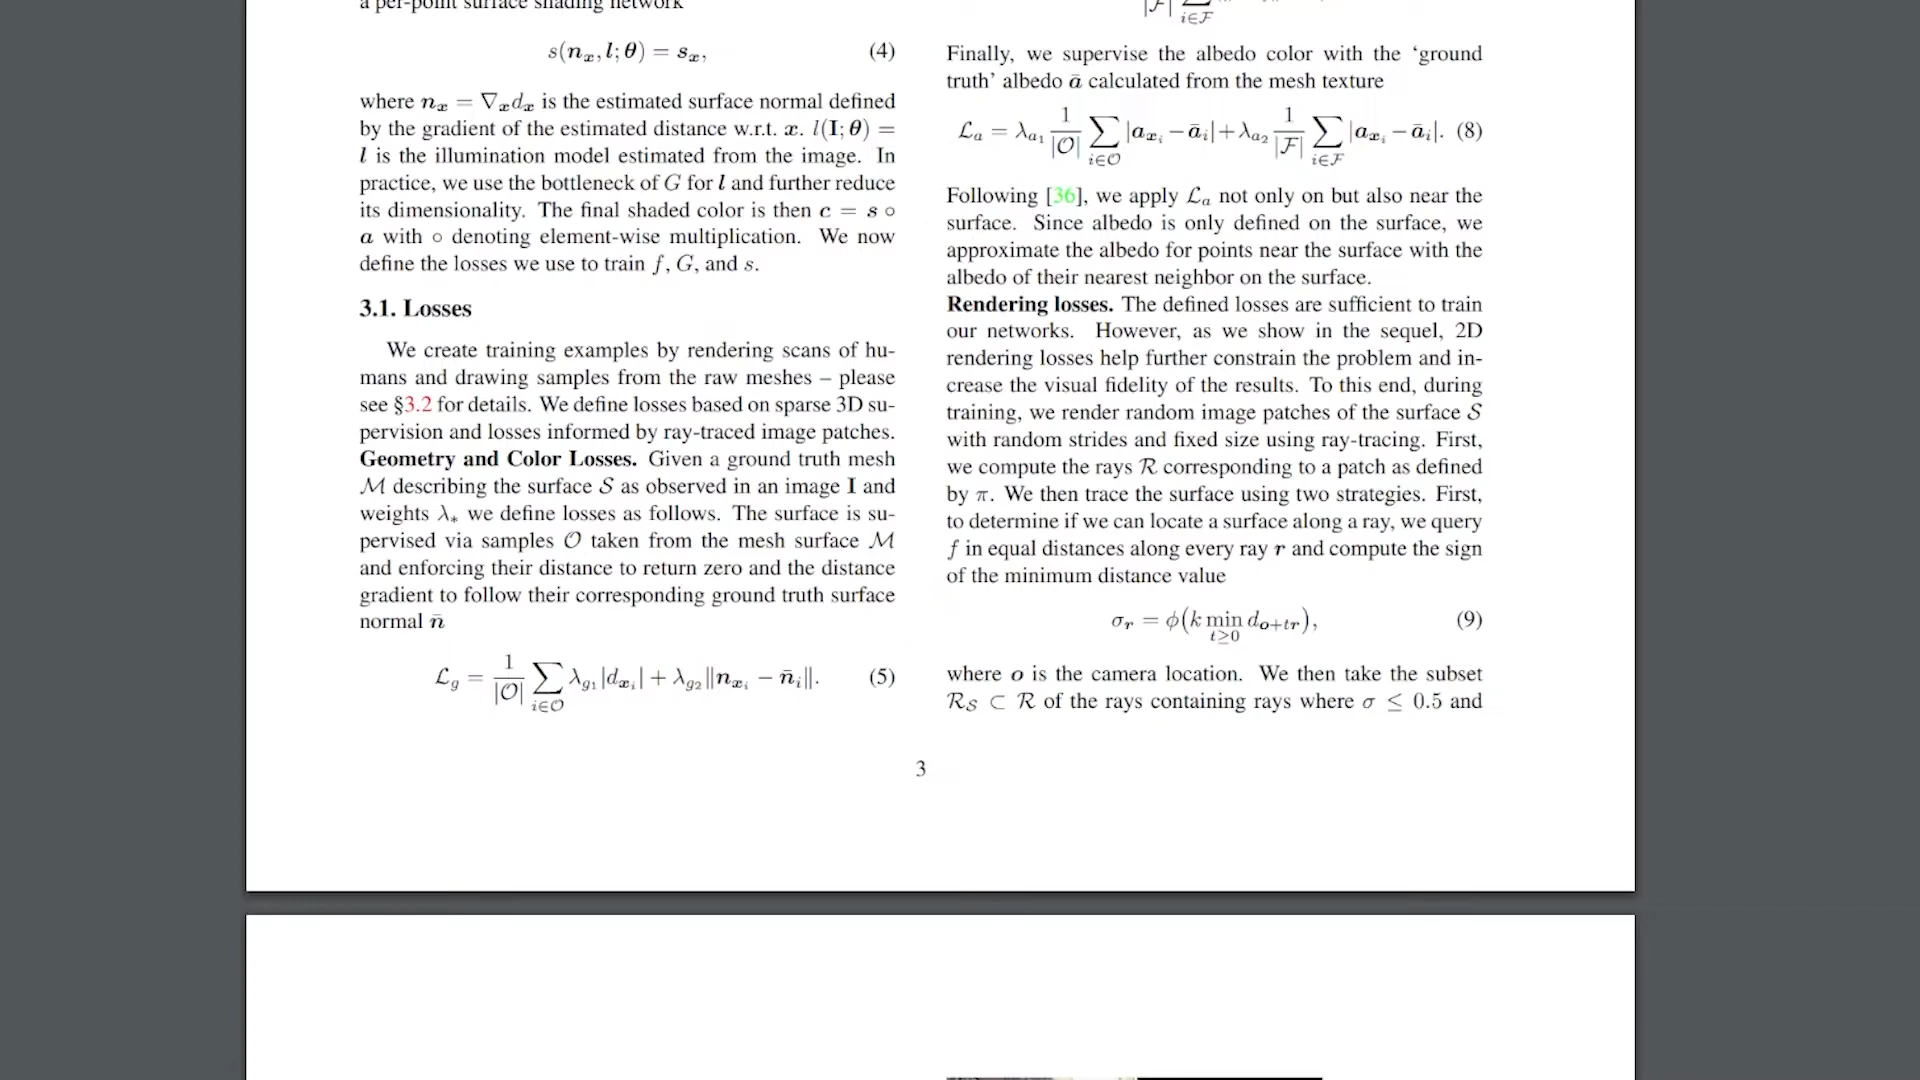 a per-point surface shading network
s(nₓ, l; θ) = sₓ, (4)
where nₓ = ∇ₓdₓ is the estimated surface normal defined
by the gradient of the estimated distance w.r.t. x. l(I; θ) =
l is the illumination model estimated from the image. In
practice, we use the bottleneck of G for l and further reduce
its dimensionality. The final shaded color is then c = s ∘
a with ∘ denoting element-wise multiplication. We now
define the losses we use to train f, G, and s.
3.1. Losses
We create training examples by rendering scans of hu-
mans and drawing samples from the raw meshes – please
see §3.2 for details. We define losses based on sparse 3D su-
pervision and losses informed by ray-traced image patches.
Geometry and Color Losses. Given a ground truth mesh
M describing the surface S as observed in an image I and
weights λ* we define losses as follows. The surface is su-
pervised via samples O taken from the mesh surface M
and enforcing their distance to return zero and the distance
gradient to follow their corresponding ground truth surface
normal n̄
L_g = 1/|O| ∑_{i∈O} λ_{g₁}|d_{xᵢ}| + λ_{g₂}‖n_{xᵢ} − n̄ᵢ‖. (5)
|F| i∈F
Finally, we supervise the albedo color with the ‘ground
truth’ albedo ā calculated from the mesh texture
L_a = λ_{a₁} 1/|O| ∑_{i∈O} |a_{xᵢ} − āᵢ| + λ_{a₂} 1/|F| ∑_{i∈F} |a_{xᵢ} − āᵢ|. (8)
Following [36], we apply L_a not only on but also near the
surface. Since albedo is only defined on the surface, we
approximate the albedo for points near the surface with the
albedo of their nearest neighbor on the surface.
Rendering losses. The defined losses are sufficient to train
our networks. However, as we show in the sequel, 2D
rendering losses help further constrain the problem and in-
crease the visual fidelity of the results. To this end, during
training, we render random image patches of the surface S
with random strides and fixed size using ray-tracing. First,
we compute the rays R corresponding to a patch as defined
by π. We then trace the surface using two strategies. First,
to determine if we can locate a surface along a ray, we query
f in equal distances along every ray r and compute the sign
of the minimum distance value
σ_r = ϕ(k min_{t≥0} d_{o+tr}), (9)
where o is the camera location. We then take the subset
R_S ⊂ R of the rays containing rays where σ ≤ 0.5 and
3